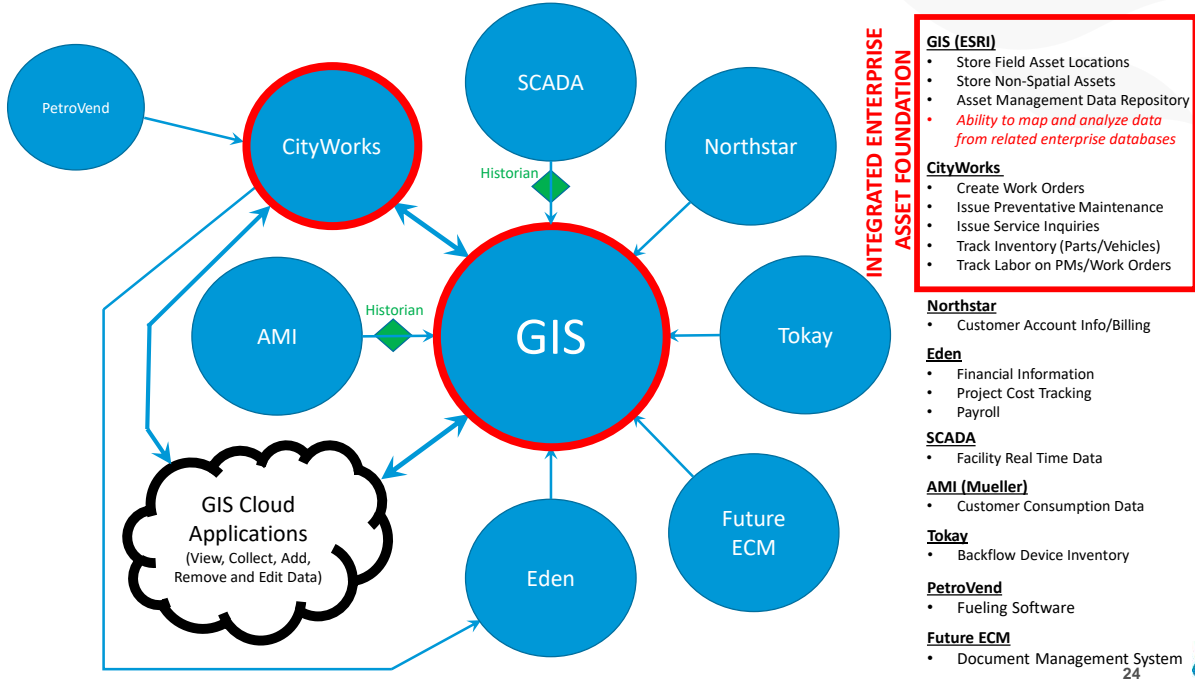 PetroVend
CityWorks
SCADA
Northstar
Historian
AMI
Historian
GIS
Tokay
GIS Cloud
Applications
(View, Collect, Add,
Remove and Edit Data)
Eden
Future
ECM
INTEGRATED ENTERPRISE
ASSET FOUNDATION
GIS (ESRI)
• Store Field Asset Locations
• Store Non-Spatial Assets
• Asset Management Data Repository
• Ability to map and analyze data
from related enterprise databases
CityWorks
• Create Work Orders
• Issue Preventative Maintenance
• Issue Service Inquiries
• Track Inventory (Parts/Vehicles)
• Track Labor on PMs/Work Orders
Northstar
• Customer Account Info/Billing
Eden
• Financial Information
• Project Cost Tracking
• Payroll
SCADA
• Facility Real Time Data
AMI (Mueller)
• Customer Consumption Data
Tokay
• Backflow Device Inventory
PetroVend
• Fueling Software
Future ECM
• Document Management System
24